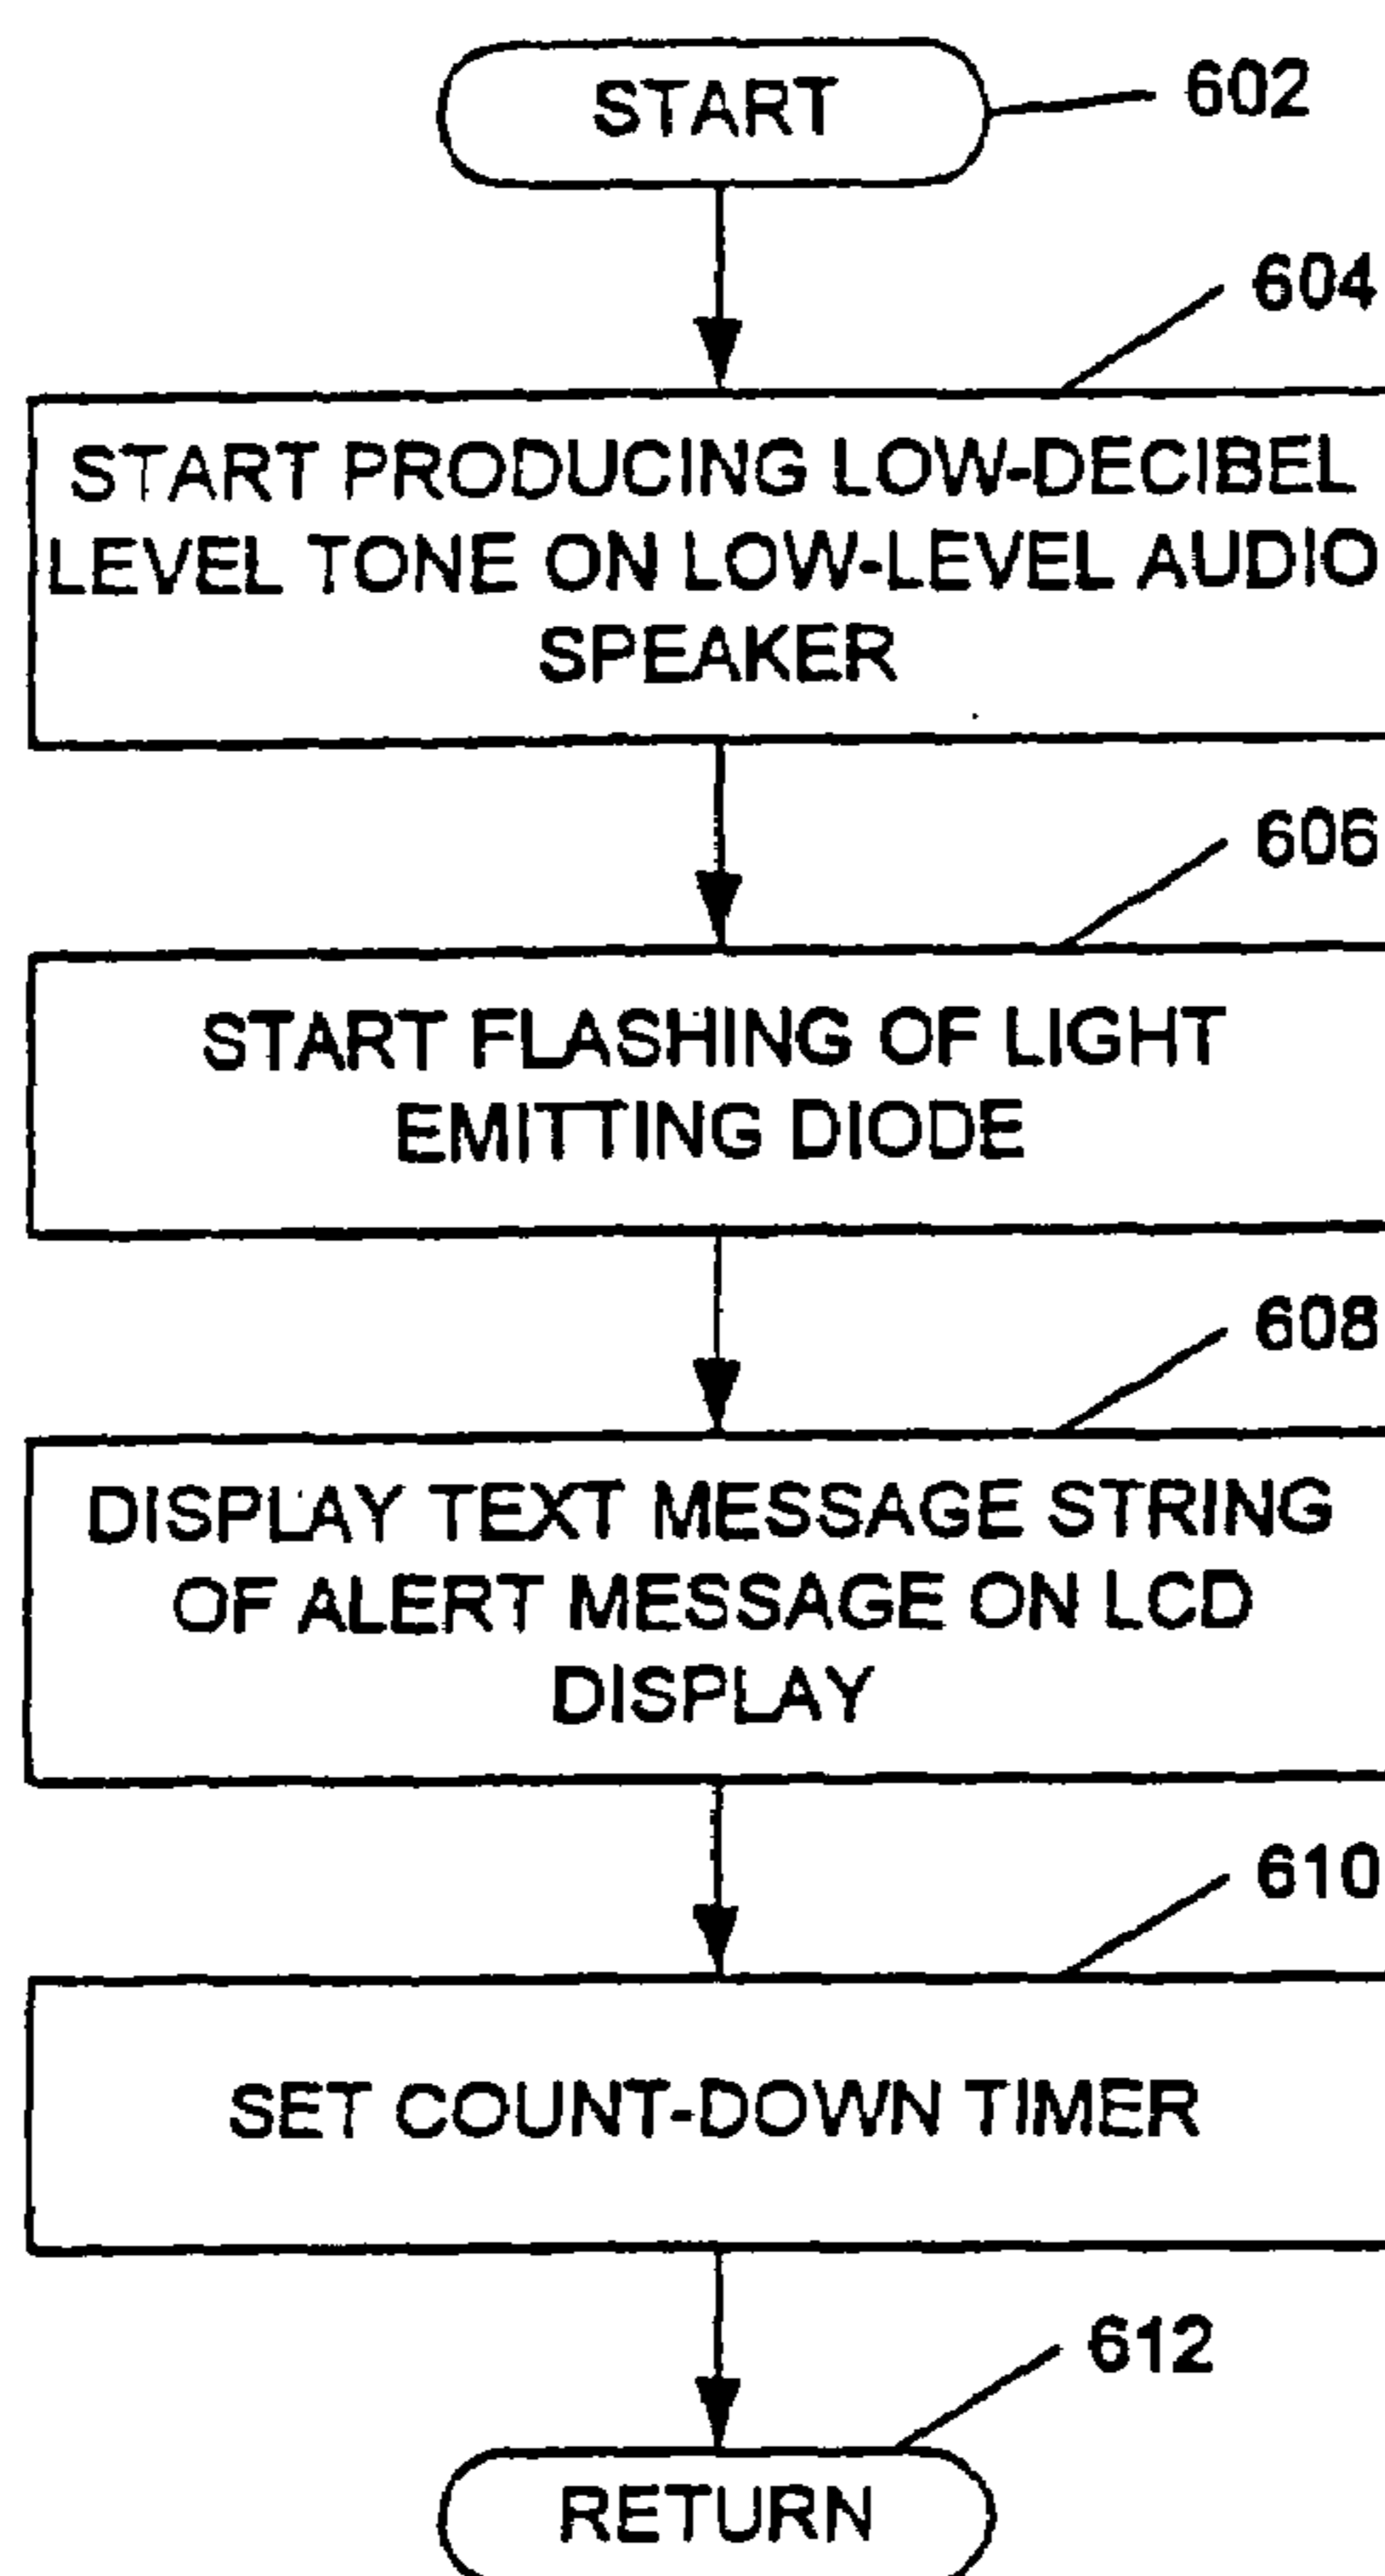 START
602
604
START PRODUCING LOW-DECIBEL
LEVEL TONE ON LOW-LEVEL AUDIO
SPEAKER
606
START FLASHING OF LIGHT
EMITTING DIODE
608
DISPLAY TEXT MESSAGE STRING
OF ALERT MESSAGE ON LCD
DISPLAY
610
SET COUNT-DOWN TIMER
612
RETURN